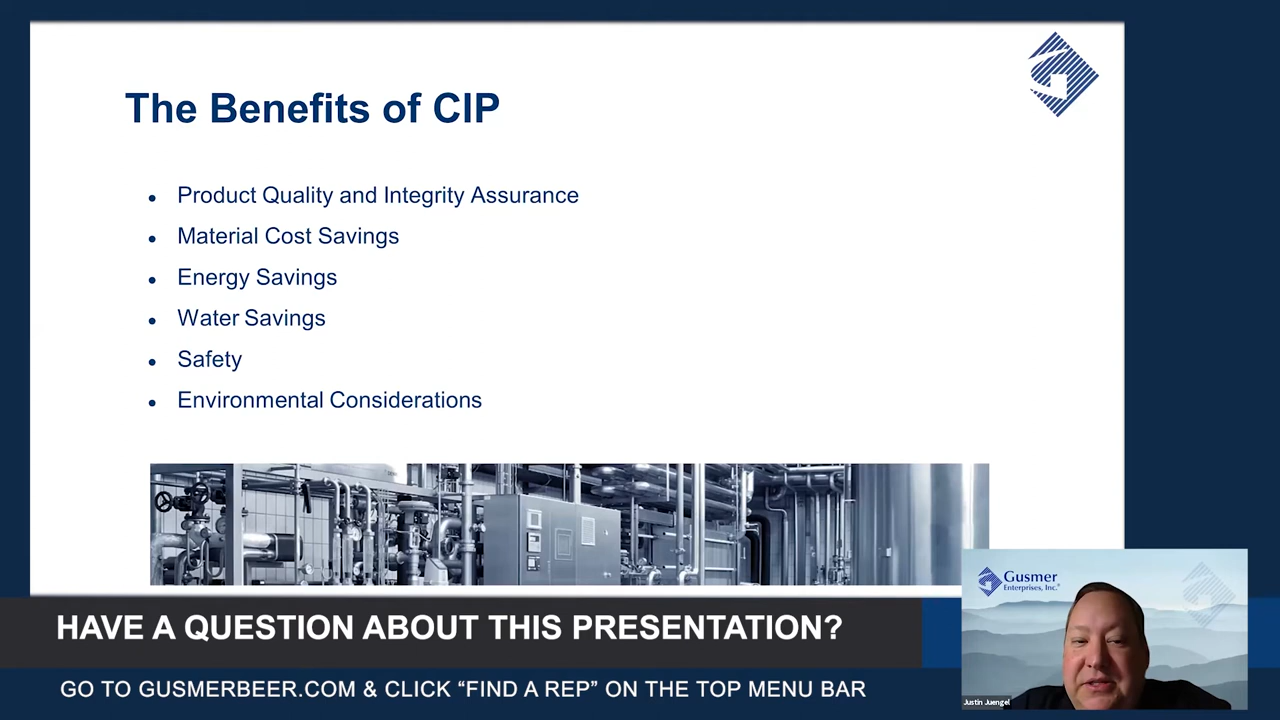 The Benefits of CIP
Product Quality and Integrity Assurance
Material Cost Savings
Energy Savings
Water Savings
Safety
Environmental Considerations
Gusmer
Enterprises, Inc.®
Justin Juengel
HAVE A QUESTION ABOUT THIS PRESENTATION?
GO TO GUSMERBEER.COM & CLICK “FIND A REP” ON THE TOP MENU BAR